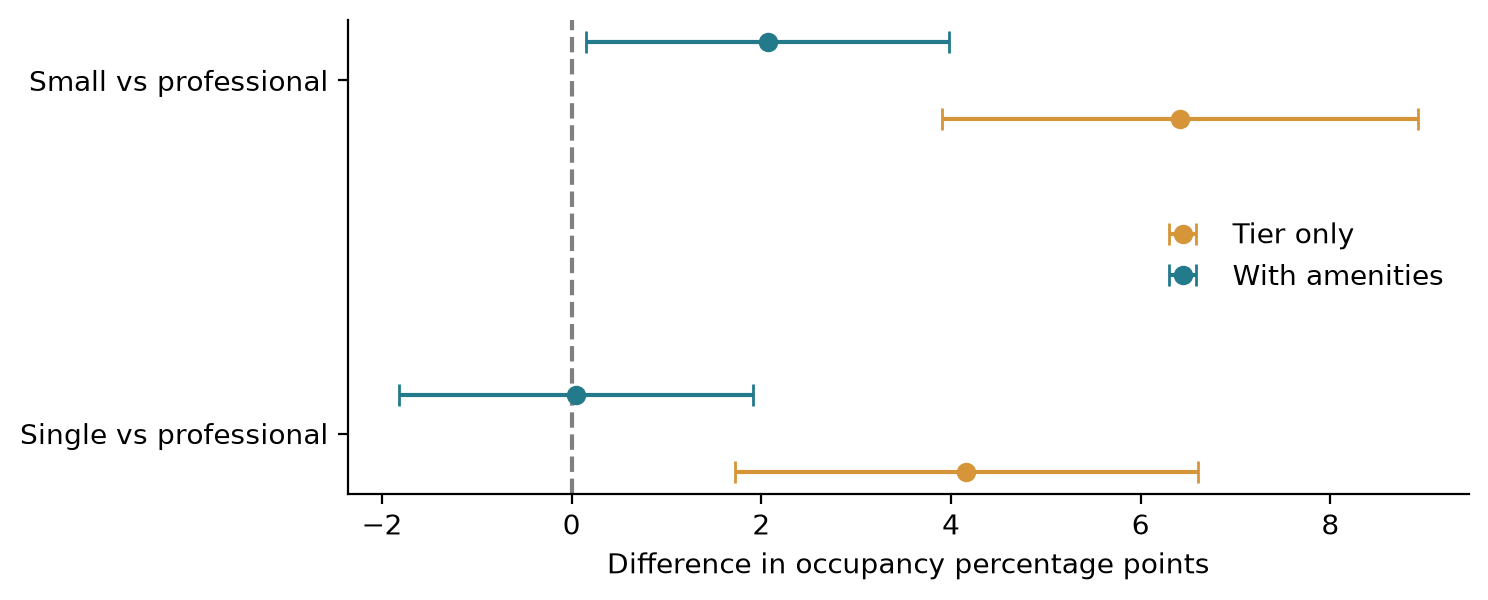 Small vs professional
Tier only
With amenities
Single vs professional
−2 0 2 4 6 8
Difference in occupancy percentage points